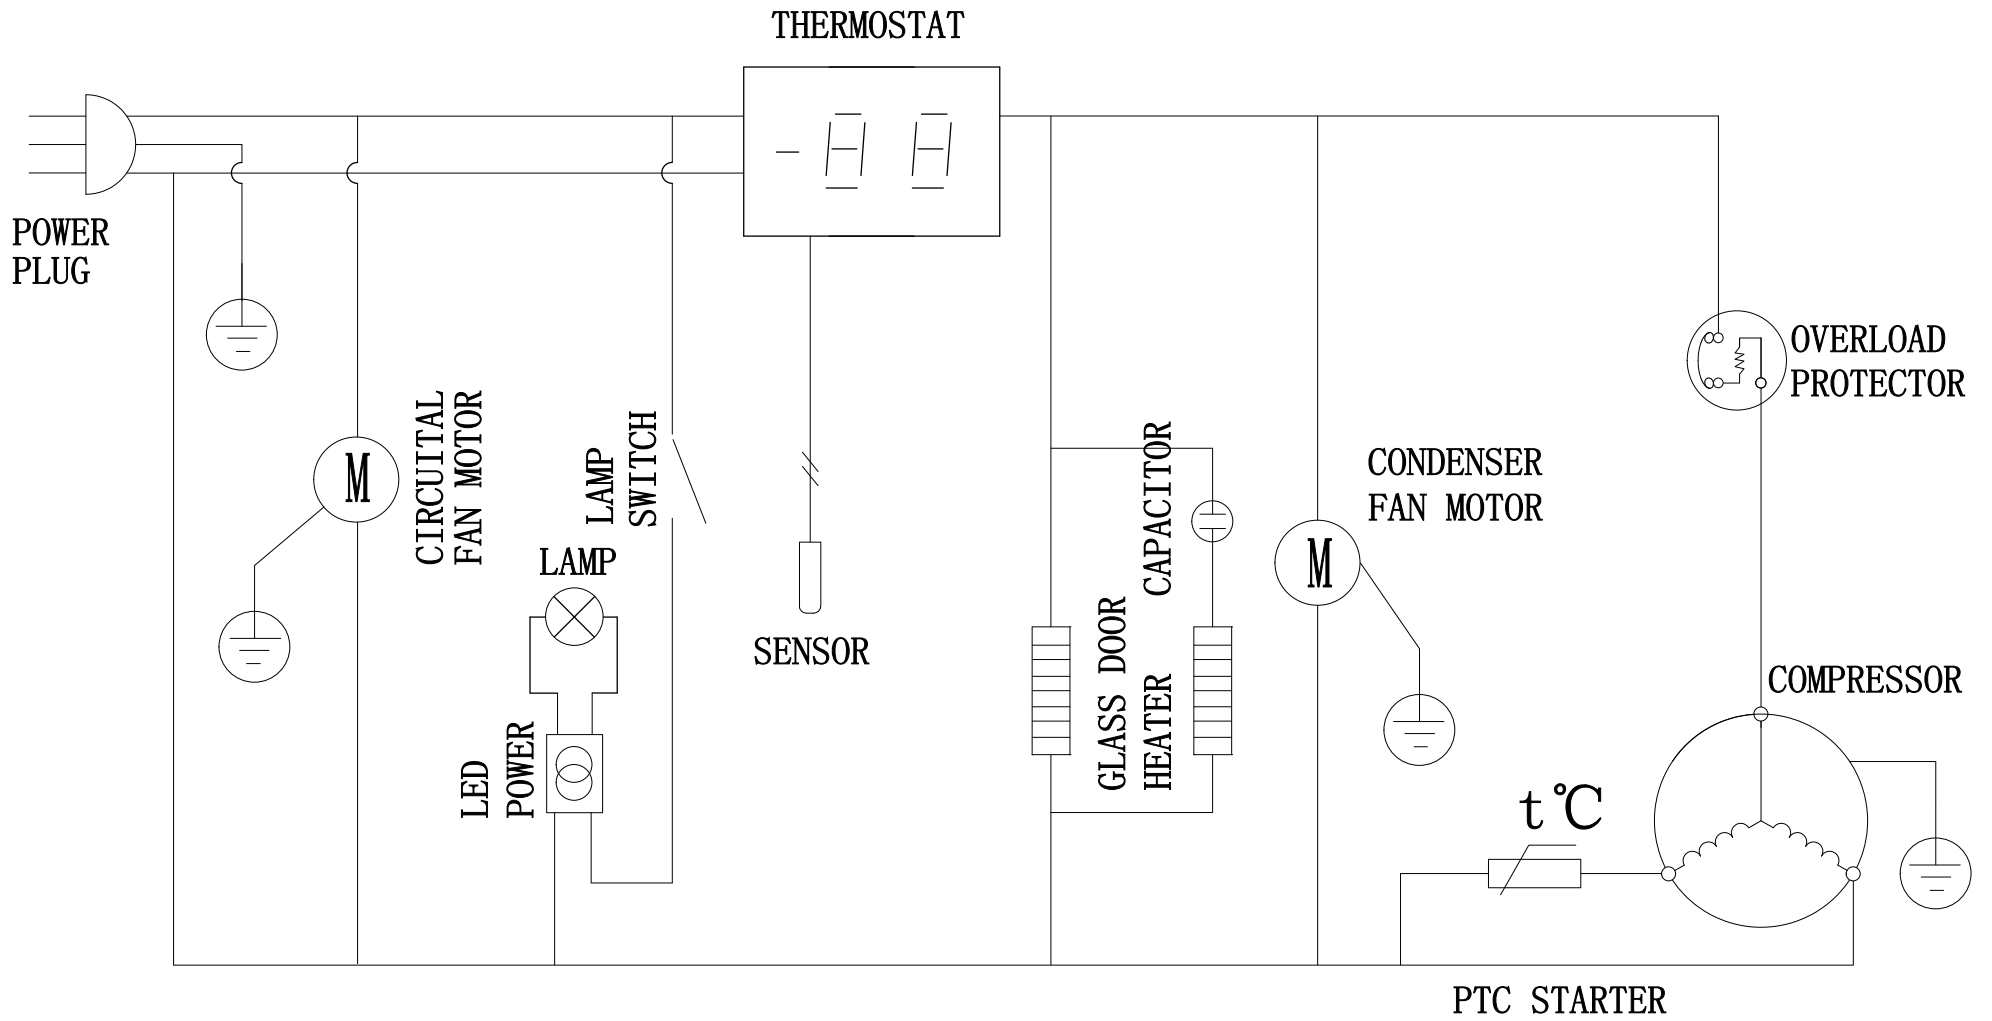 THERMOSTAT
POWER
PLUG
CIRCUITAL
FAN MOTOR
M
LAMP
SWITCH
LAMP
LED
POWER
SENSOR
CAPACITOR
GLASS DOOR
HEATER
CONDENSER
FAN MOTOR
M
OVERLOAD
PROTECTOR
COMPRESSOR
t℃
PTC STARTER